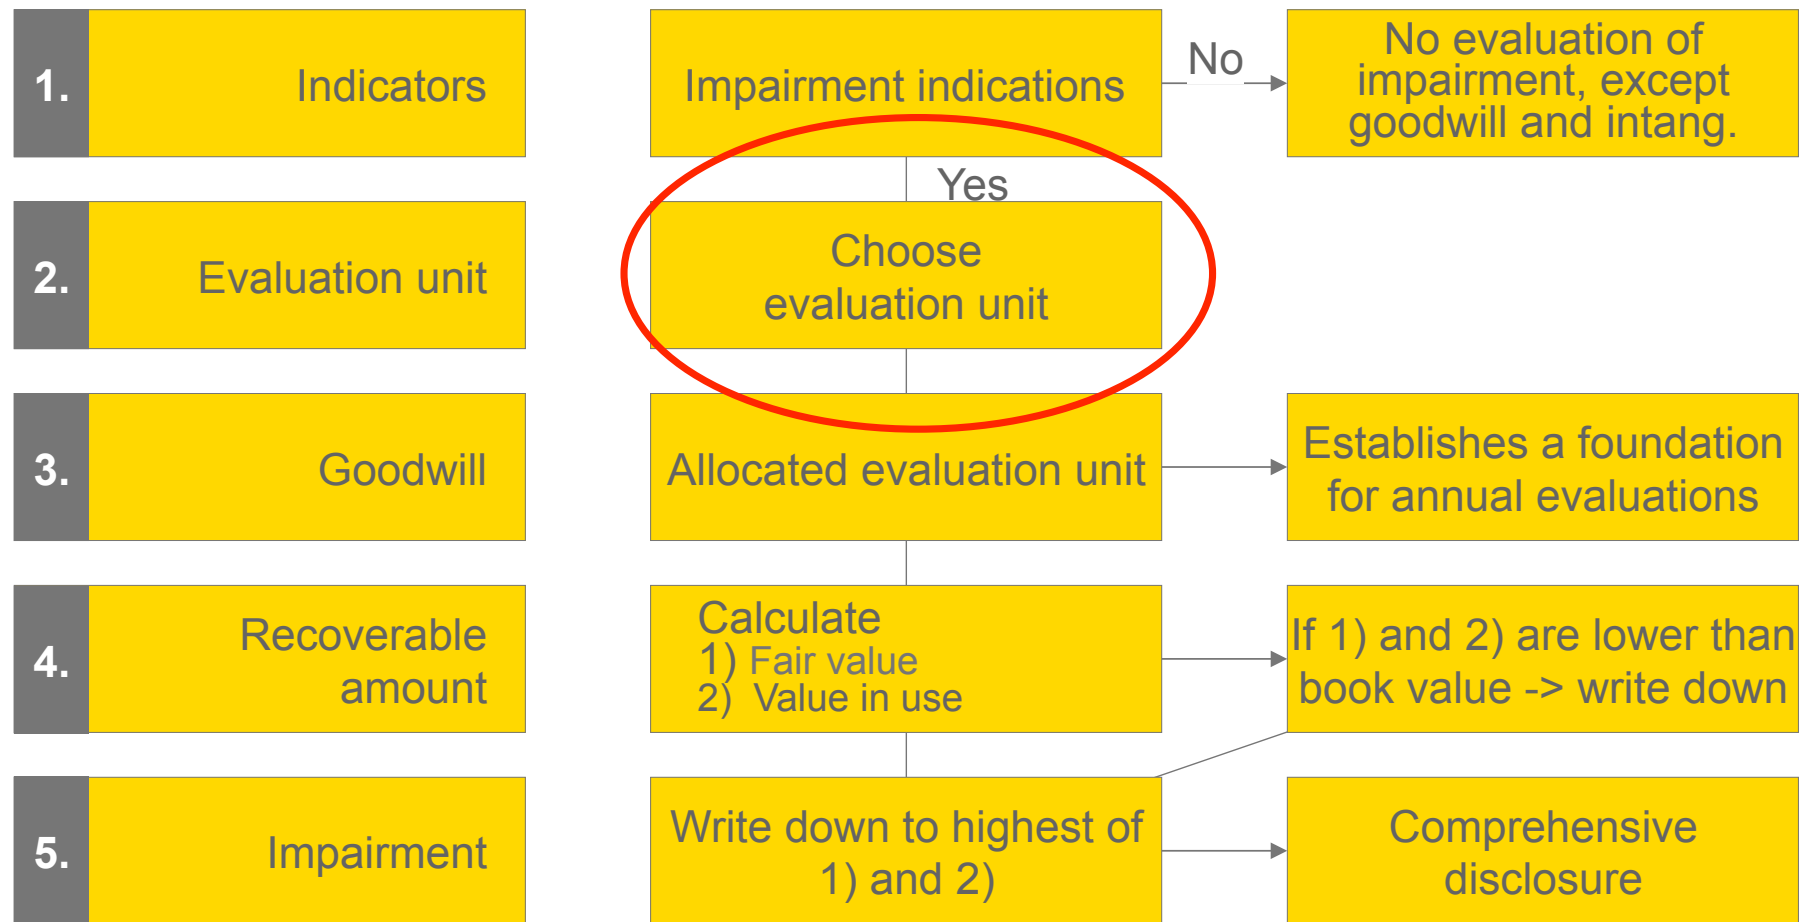 1.
Indicators
Impairment indications
No
No evaluation of
impairment, except
goodwill and intang.
Yes
2.
Evaluation unit
Choose
evaluation unit
3.
Goodwill
Allocated evaluation unit
Establishes a foundation
for annual evaluations
4.
Recoverable
amount
Calculate
1) Fair value
2) Value in use
If 1) and 2) are lower than
book value -> write down
5.
Impairment
Write down to highest of
1) and 2)
Comprehensive
disclosure